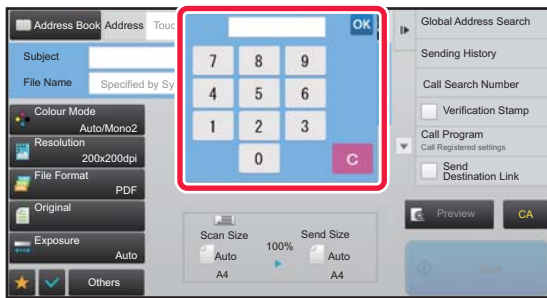 Address Book
Address
Touc
OK
Subject
File Name
Specified by Sy
7 8 9
4 5 6
1 2 3
0 C
Colour Mode
Auto/Mono2
Resolution
200x200dpi
File Format
PDF
Original
Exposure
Auto
Others
Scan Size
Auto
A4
100%
Send Size
Auto
A4
Global Address Search
Sending History
Call Search Number
Verification Stamp
Call Program
Call Registered settings
Send
Destination Link
Preview
CA
Start